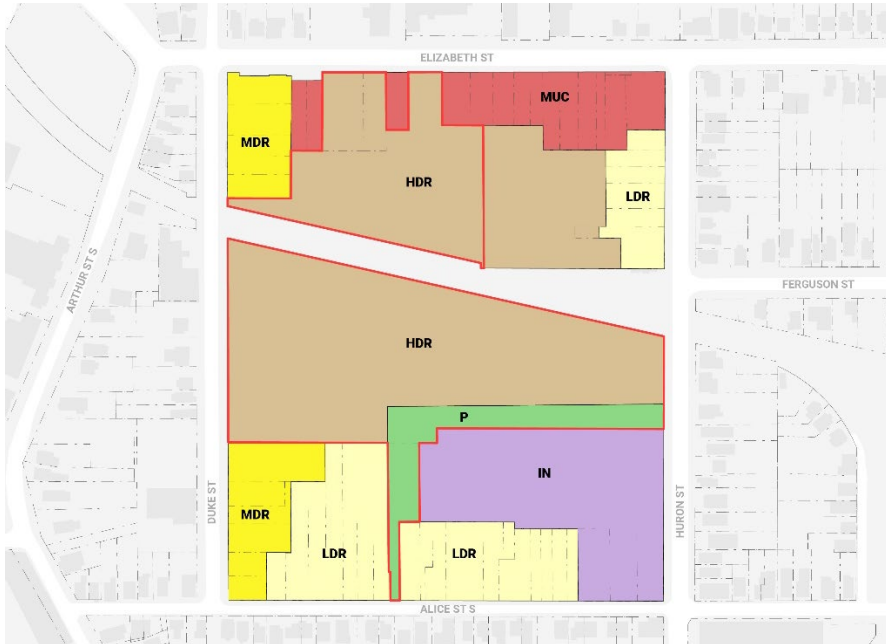 ELIZABETH ST
MUC
MDR
HDR
LDR
ARTHUR ST S
FERGUSON ST
HDR
P
IN
DUKE ST
HURON ST
MDR
LDR
LDR
ALICE ST S